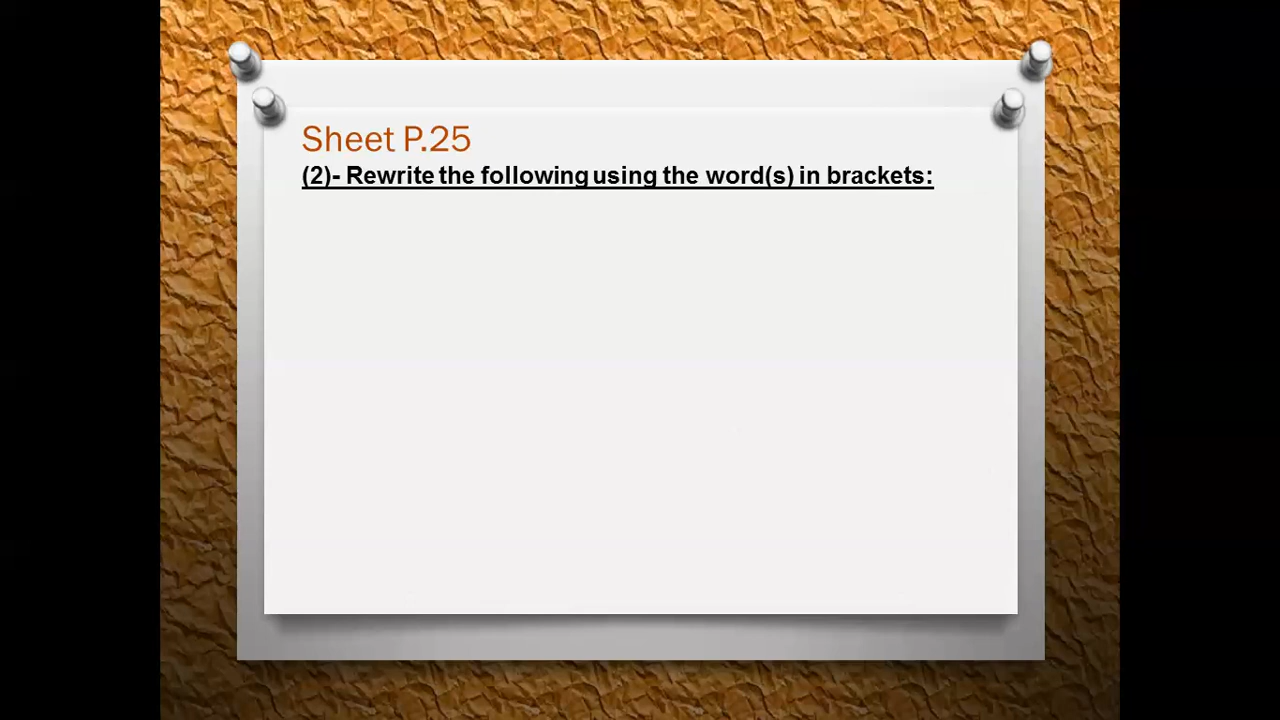 Sheet P.25
(2)- Rewrite the following using the word(s) in brackets: